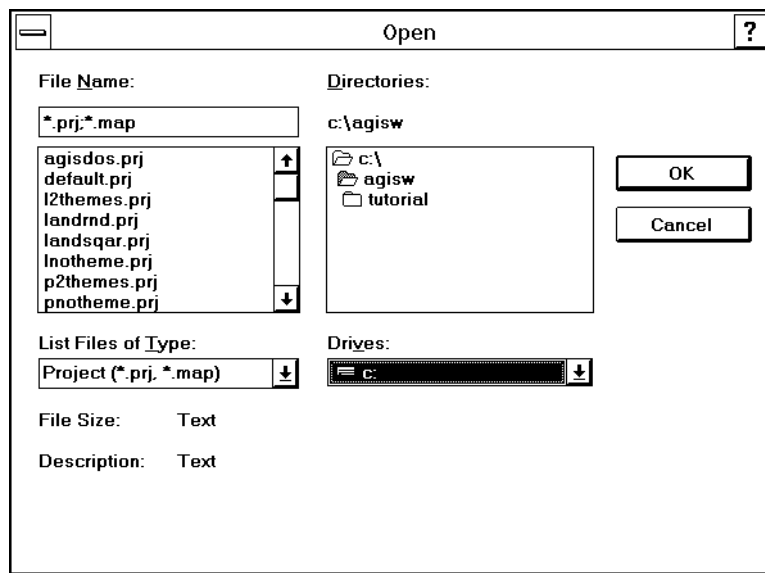 Open
?
File Name:
*.prj;*.map
agisdos.prj
default.prj
l2themes.prj
landrnd.prj
landsqar.prj
lnotheme.prj
p2themes.prj
pnotheme.prj
List Files of Type:
Project (*.prj, *.map)
File Size: Text
Description: Text
Directories:
c:\agisw
c:\
agisw
tutorial
Drives:
c:
OK
Cancel